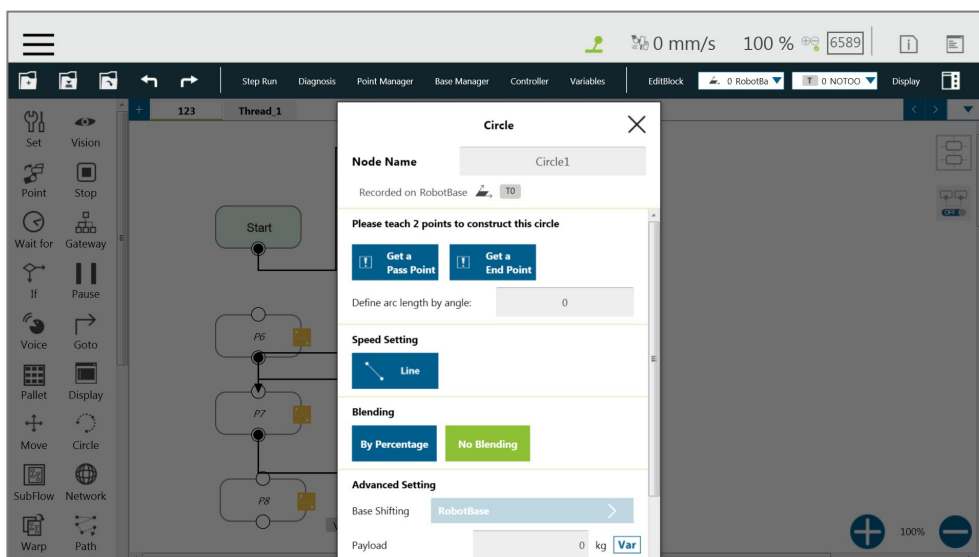 0 mm/s 100 % 6589
Step Run Diagnosis Point Manager Base Manager Controller Variables EditBlock 0 RobotBa T 0 NOTOO Display
123 Thread_1
Set Vision
Point Stop
Wait for Gateway
If Pause
Voice Goto
Pallet Display
Move Circle
SubFlow Network
Warp Path
Start
P6
P7
P8
Circle
Node Name Circle1
Recorded on RobotBase T0
Please teach 2 points to construct this circle
Get a
Pass Point
Get a
End Point
Define arc length by angle: 0
Speed Setting
Line
Blending
By Percentage No Blending
Advanced Setting
Base Shifting RobotBase
Payload 0 kg Var
OFF
100%